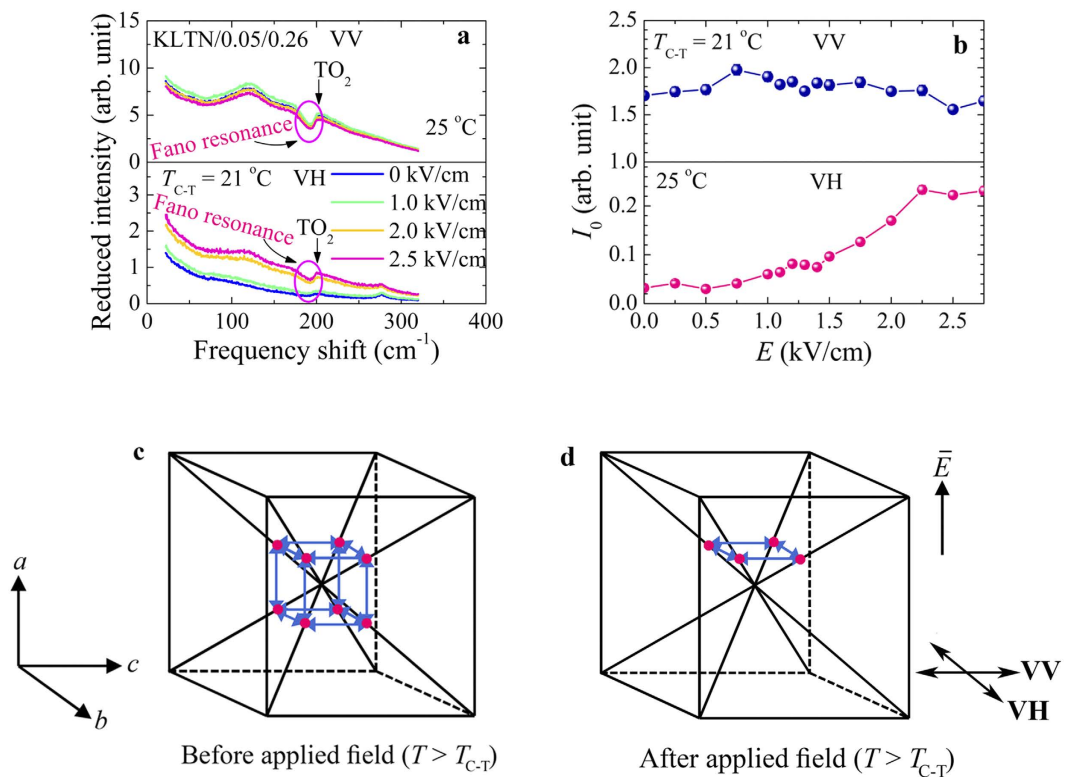 KLTN/0.05/0.26 VV a
TO2
Fano resonance
25 °C
TC-T = 21 °C VH
0 kV/cm
1.0 kV/cm
2.0 kV/cm
2.5 kV/cm
Fano resonance
TO2
15
10
5
0
3
2
1
0
0 100 200 300 400
Reduced intensity (arb. unit)
Frequency shift (cm-1)
TC-T = 21 °C VV b
25 °C VH
2.0
1.5
1.0
0.2
0.1
0.0
0.0 0.5 1.0 1.5 2.0 2.5
I0 (arb. unit)
E (kV/cm)
c
a
c
b
Before applied field (T > TC-T)
d
Ē
VV
VH
After applied field (T > TC-T)